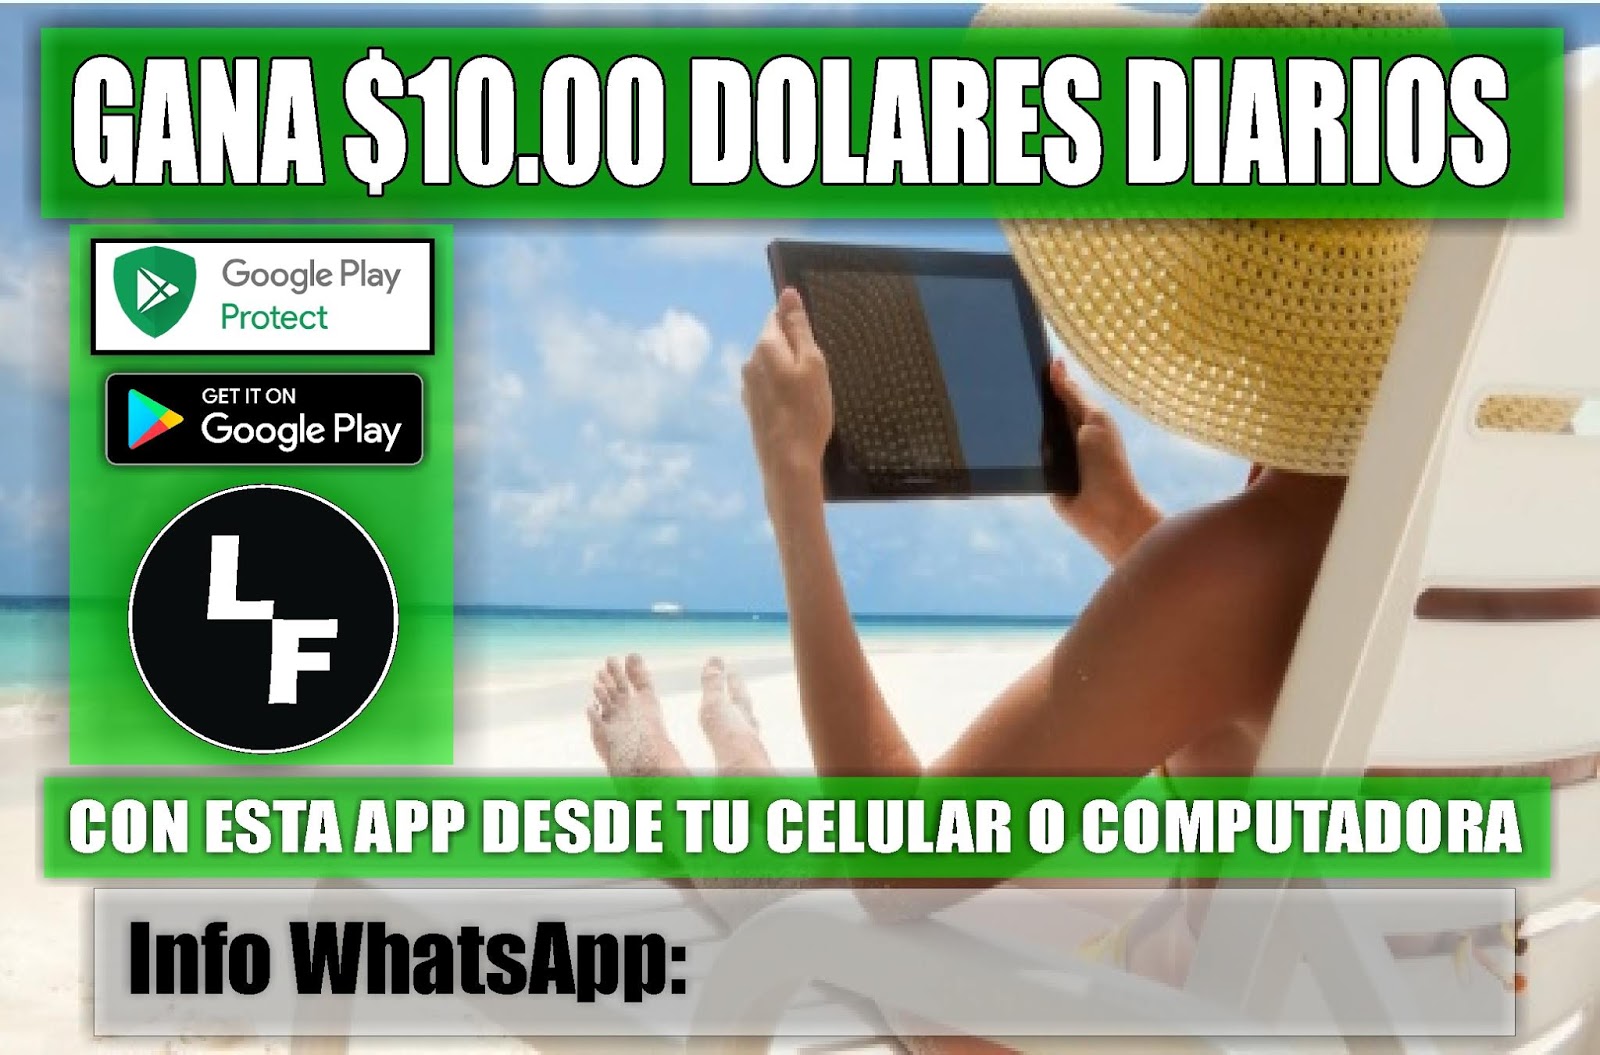 GANA $10.00 DOLARES DIARIOS
Google Play
Protect
GET IT ON
Google Play
L
F
CON ESTA APP DESDE TU CELULAR O COMPUTADORA
Info WhatsApp: